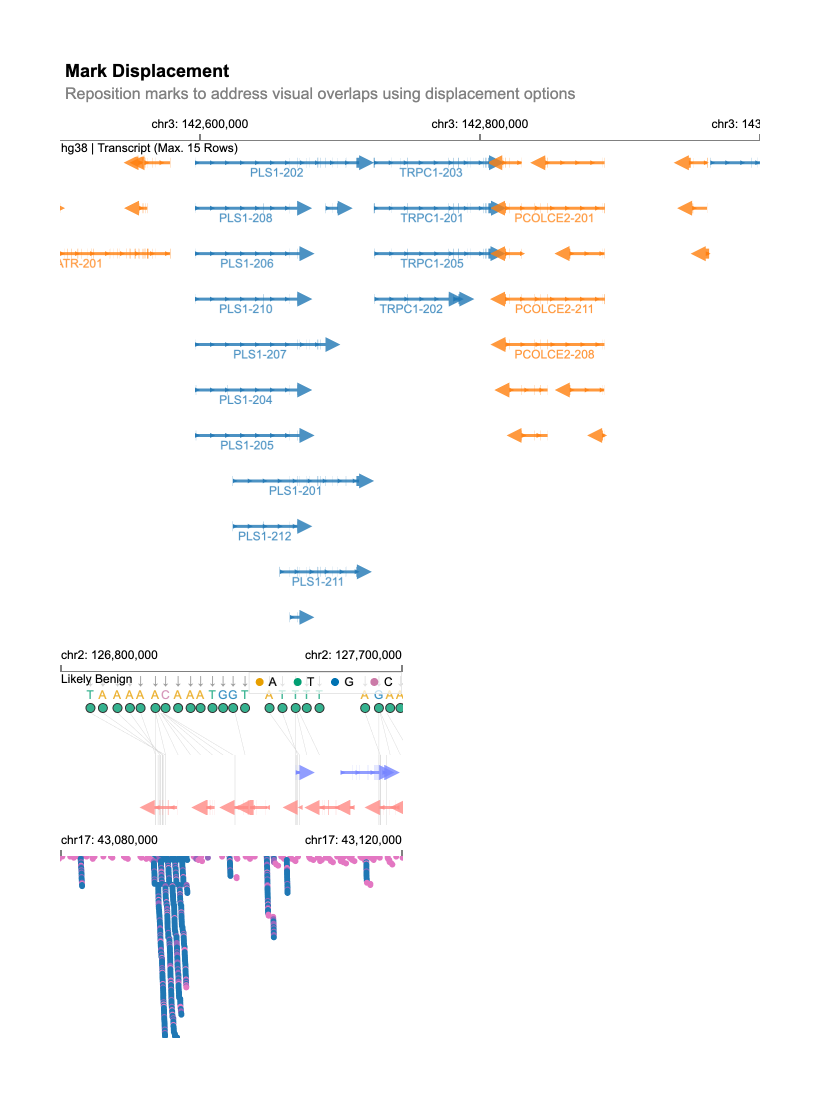 Mark Displacement
Reposition marks to address visual overlaps using displacement options
chr3: 142,600,000 chr3: 142,800,000 chr3: 143
hg38 | Transcript (Max. 15 Rows)
PLS1-202 TRPC1-203
PLS1-208 TRPC1-201 PCOLCE2-201
ATR-201 PLS1-206 TRPC1-205
PLS1-210 TRPC1-202 PCOLCE2-211
PLS1-207 PCOLCE2-208
PLS1-204
PLS1-205
PLS1-201
PLS1-212
PLS1-211
chr2: 126,800,000 chr2: 127,700,000
Likely Benign A T G C
T A A A A A C A A A T G G T A T T T T A G A A
chr17: 43,080,000 chr17: 43,120,000